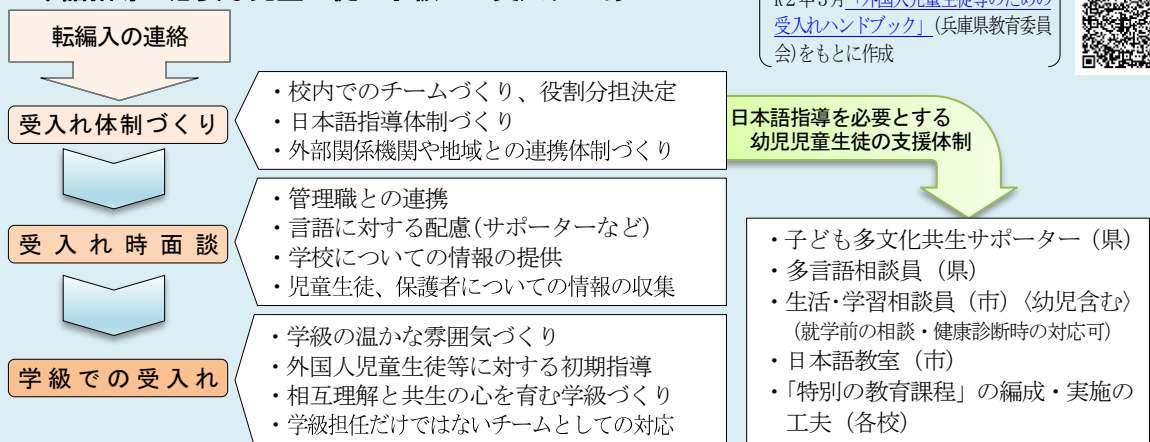 R2年3月「外国人児童生徒等のための
受入れハンドブック」(兵庫県教育委員
会)をもとに作成
転編入の連絡
受入れ体制づくり
・校内でのチームづくり、役割分担決定
・日本語指導体制づくり
・外部関係機関や地域との連携体制づくり
日本語指導を必要とする
幼児児童生徒の支援体制
受入れ時面談
・管理職との連携
・言語に対する配慮(サポーターなど)
・学校についての情報の提供
・児童生徒、保護者についての情報の収集
学級での受入れ
・学級の温かな雰囲気づくり
・外国人児童生徒等に対する初期指導
・相互理解と共生の心を育む学級づくり
・学級担任だけではないチームとしての対応
・子ども多文化共生サポーター(県)
・多言語相談員(県)
・生活・学習相談員(市)〈幼児含む〉
(就学前の相談・健康診断時の対応可)
・日本語教室(市)
・「特別の教育課程」の編成・実施の
工夫(各校)